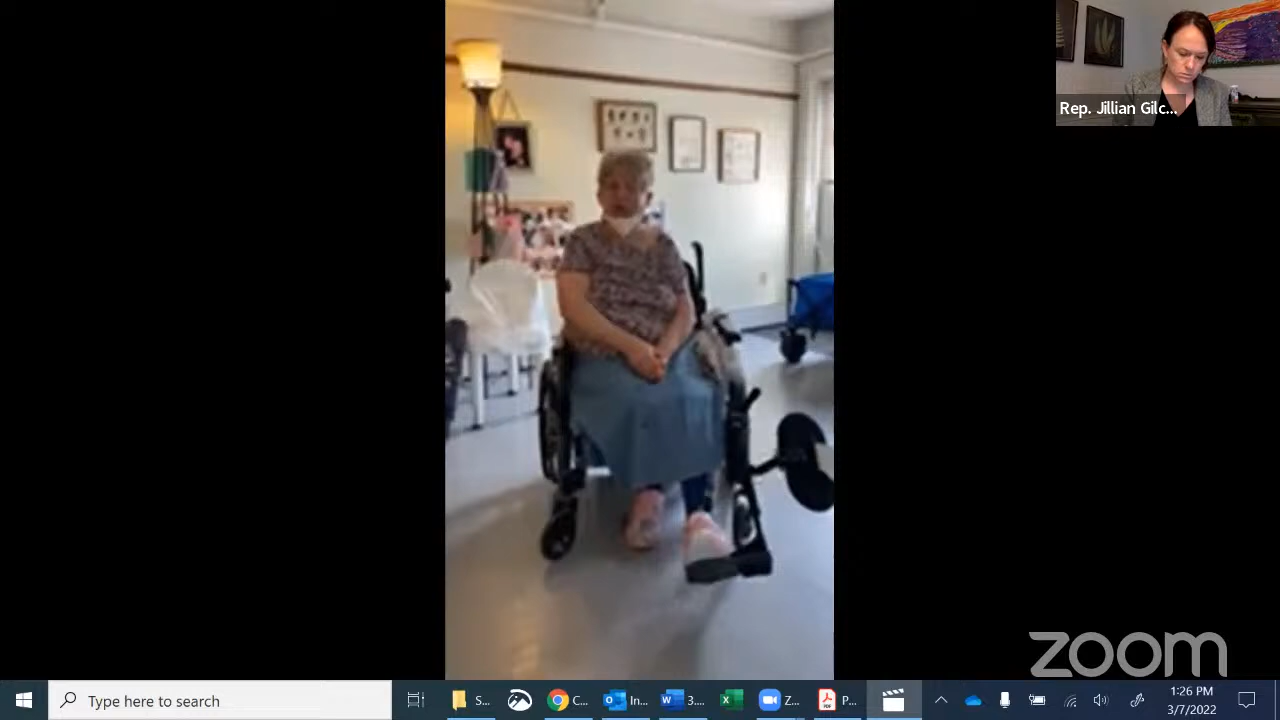 Rep. Jillian Gilc...
zoom
Type here to search
S...
C...
In...
3....
Z...
P...
1:26 PM
3/7/2022